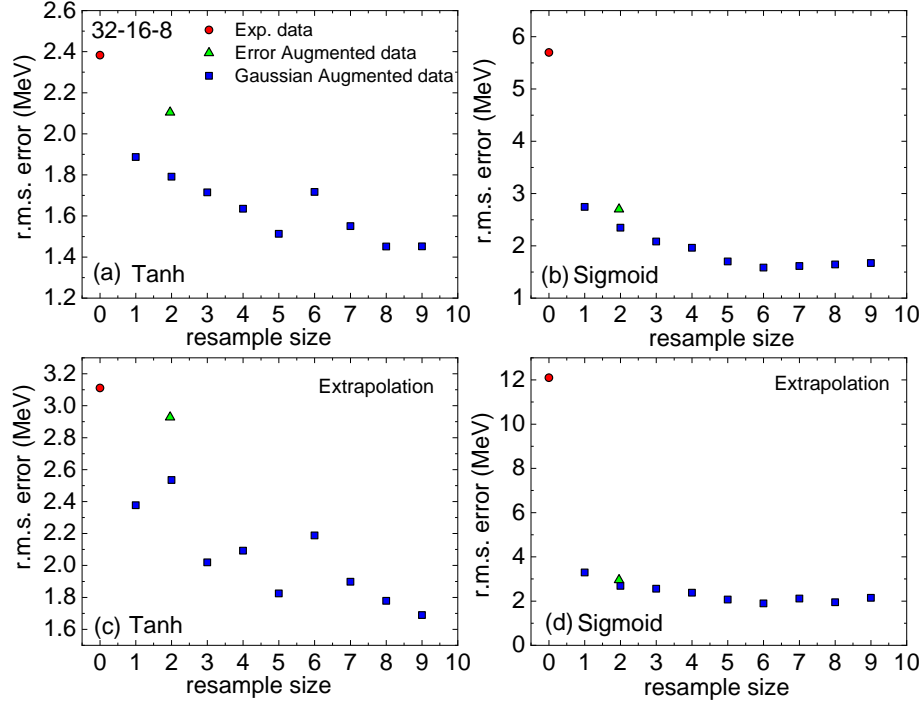 32-16-8
Exp. data
Error Augmented data
Gaussian Augmented data
2.6
2.4
2.2
2.0
1.8
1.6
1.4
1.2
r.m.s. error (MeV)
(a) Tanh
0 1 2 3 4 5 6 7 8 9 10
resample size
6
5
4
3
2
1
r.m.s. error (MeV)
(b) Sigmoid
0 1 2 3 4 5 6 7 8 9 10
resample size
Extrapolation
3.2
3.0
2.8
2.6
2.4
2.2
2.0
1.8
1.6
r.m.s. error (MeV)
(c) Tanh
0 1 2 3 4 5 6 7 8 9 10
resample size
Extrapolation
12
10
8
6
4
2
0
r.m.s. error (MeV)
(d) Sigmoid
0 1 2 3 4 5 6 7 8 9 10
resample size